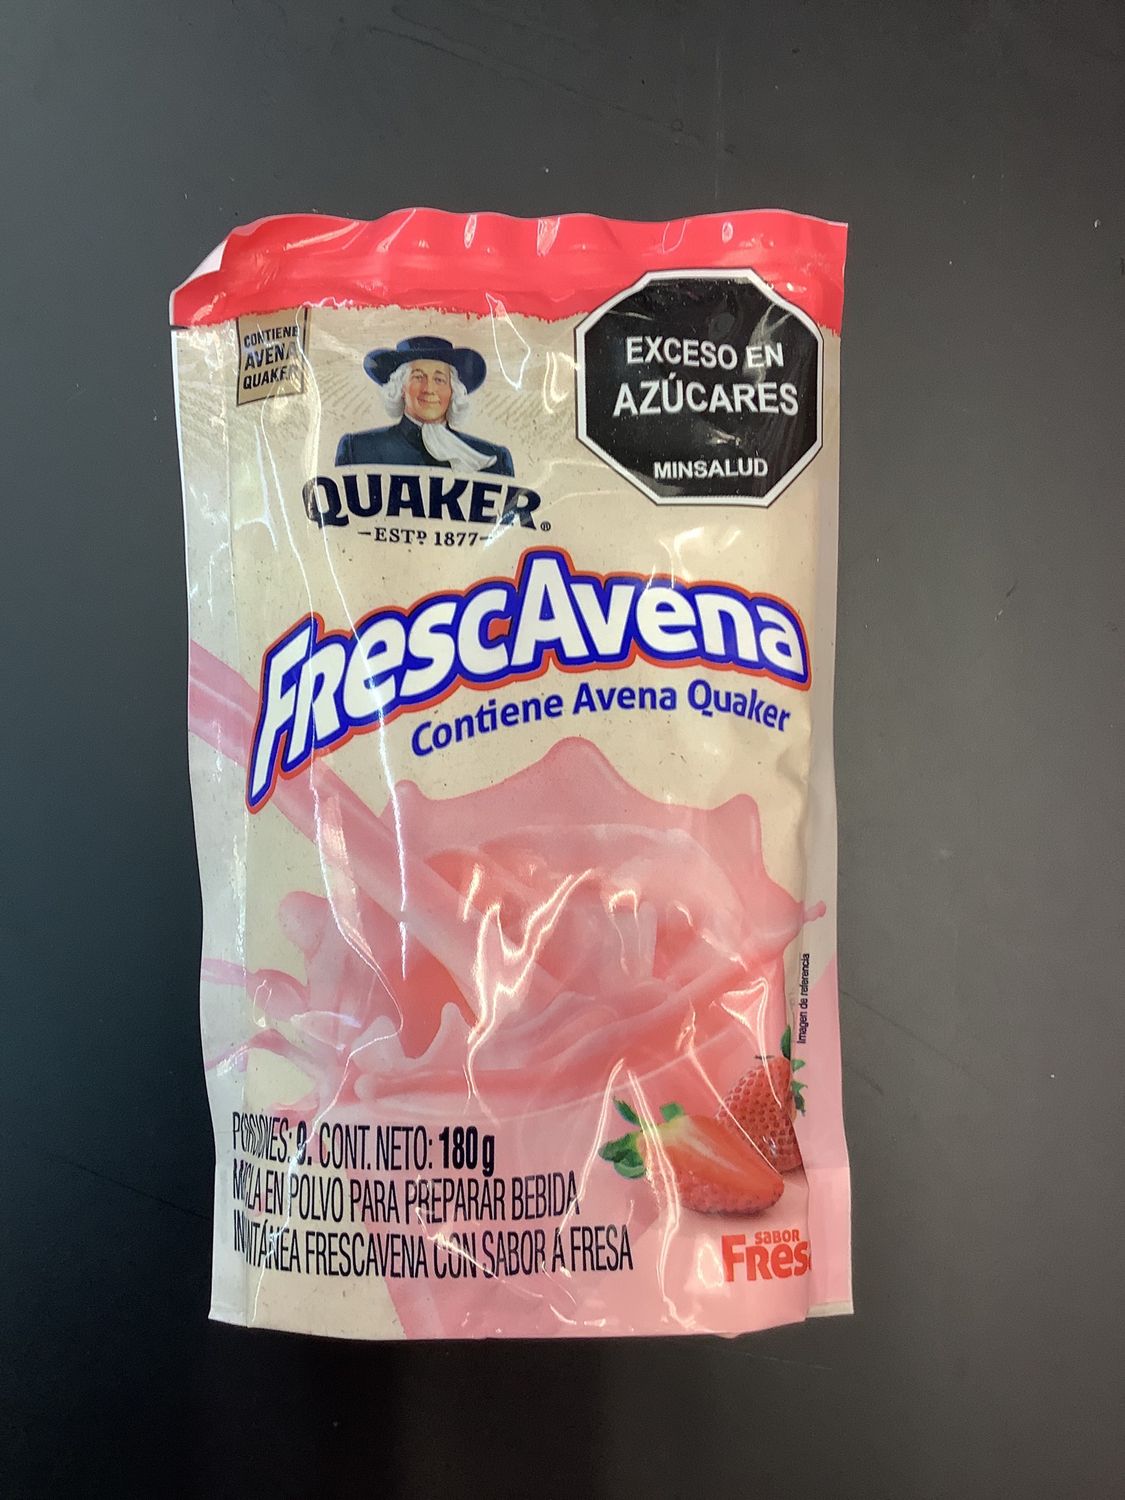 CONTIENE
AVENA
QUAKER
EXCESO EN
AZÚCARES
MINSALUD
QUAKER®
ESTD 1877
FrescAvena
Contiene Avena Quaker
Imagen de referencia
CONT. NETO: 180 g
EN POLVO PARA PREPARAR BEBIDA
FRESCAVENA CON SABOR A FRESA
SABOR